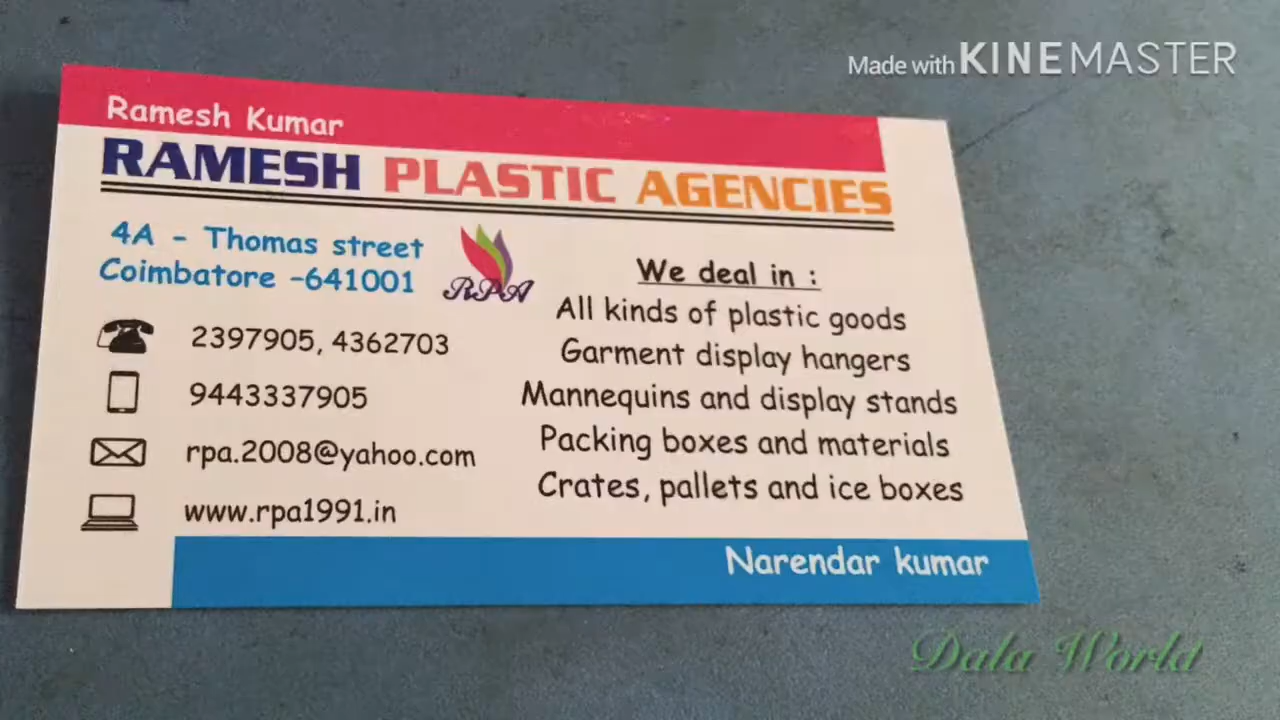 Made with KINEMASTER
Ramesh Kumar
RAMESH PLASTIC AGENCIES
4A - Thomas street
Coimbatore -641001
RPA
2397905, 4362703
9443337905
rpa.2008@yahoo.com
www.rpa1991.in
We deal in :
All kinds of plastic goods
Garment display hangers
Mannequins and display stands
Packing boxes and materials
Crates, pallets and ice boxes
Narendar kumar
Dala World